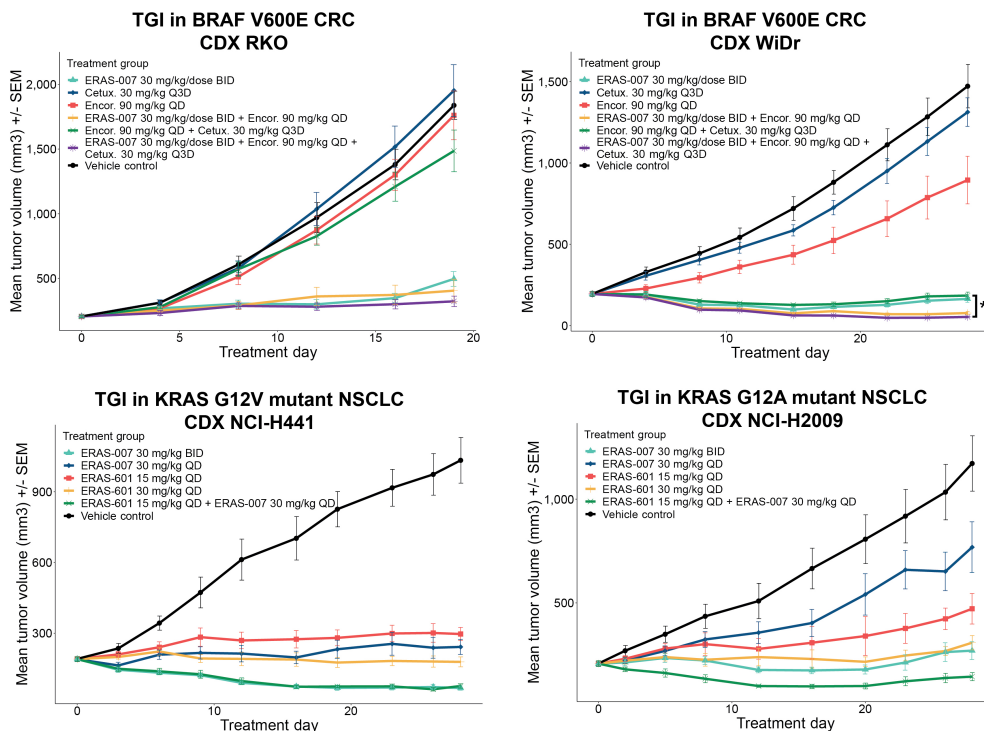 TGI in BRAF V600E CRC
CDX RKO
Mean tumor volume (mm3) +/- SEM
2,000
1,500
1,000
500
Treatment group
ERAS-007 30 mg/kg/dose BID
Cetux. 30 mg/kg Q3D
Encor. 90 mg/kg QD
ERAS-007 30 mg/kg/dose BID + Encor. 90 mg/kg QD
Encor. 90 mg/kg QD + Cetux. 30 mg/kg Q3D
ERAS-007 30 mg/kg/dose BID + Encor. 90 mg/kg QD +
Cetux. 30 mg/kg Q3D
Vehicle control
0
5
10
15
20
Treatment day
TGI in BRAF V600E CRC
CDX WiDr
Mean tumor volume (mm3) +/- SEM
1,500
1,000
500
0
Treatment group
ERAS-007 30 mg/kg/dose BID
Cetux. 30 mg/kg Q3D
Encor. 90 mg/kg QD
ERAS-007 30 mg/kg/dose BID + Encor. 90 mg/kg QD
Encor. 90 mg/kg QD + Cetux. 30 mg/kg Q3D
ERAS-007 30 mg/kg/dose BID + Encor. 90 mg/kg QD +
Cetux. 30 mg/kg Q3D
Vehicle control
*
0
10
20
Treatment day
TGI in KRAS G12V mutant NSCLC
CDX NCI-H441
Mean tumor volume (mm3) +/- SEM
900
600
300
Treatment group
ERAS-007 30 mg/kg BID
ERAS-007 30 mg/kg QD
ERAS-601 15 mg/kg QD
ERAS-601 30 mg/kg QD
ERAS-601 15 mg/kg QD + ERAS-007 30 mg/kg QD
Vehicle control
0
10
20
Treatment day
TGI in KRAS G12A mutant NSCLC
CDX NCI-H2009
Mean tumor volume (mm3) +/- SEM
1,000
500
Treatment group
ERAS-007 30 mg/kg BID
ERAS-007 30 mg/kg QD
ERAS-601 15 mg/kg QD
ERAS-601 30 mg/kg QD
ERAS-601 15 mg/kg QD + ERAS-007 30 mg/kg QD
Vehicle control
0
10
20
Treatment day